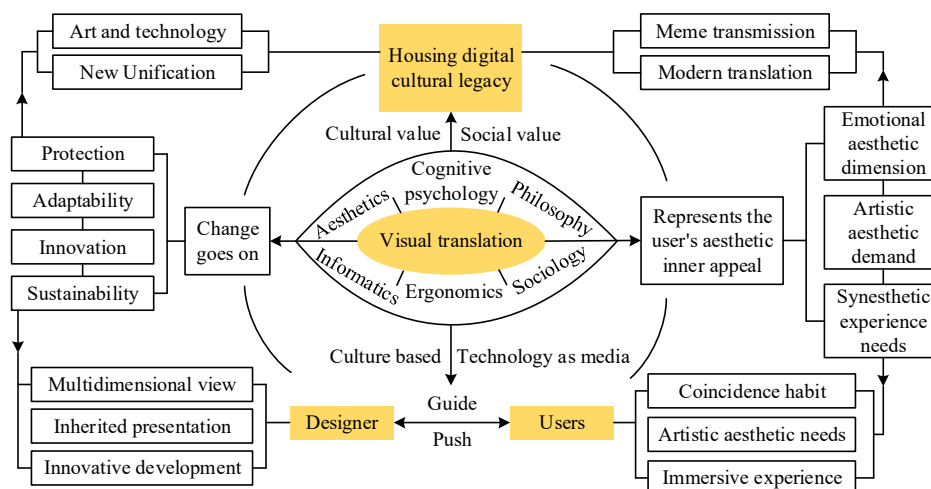 Art and technology
New Unification
Housing digital
cultural legacy
Meme transmission
Modern translation
Cultural value
Social value
Protection
Adaptability
Innovation
Sustainability
Change
goes on
Cognitive
psychology
Aesthetics
Philosophy
Visual translation
Informatics
Ergonomics
Sociology
Represents the
user's aesthetic
inner appeal
Emotional
aesthetic
dimension
Artistic
aesthetic
demand
Synesthetic
experience
needs
Culture based
Technology as media
Multidimensional view
Inherited presentation
Innovative development
Designer
Guide
Push
Users
Coincidence habit
Artistic aesthetic needs
Immersive experience